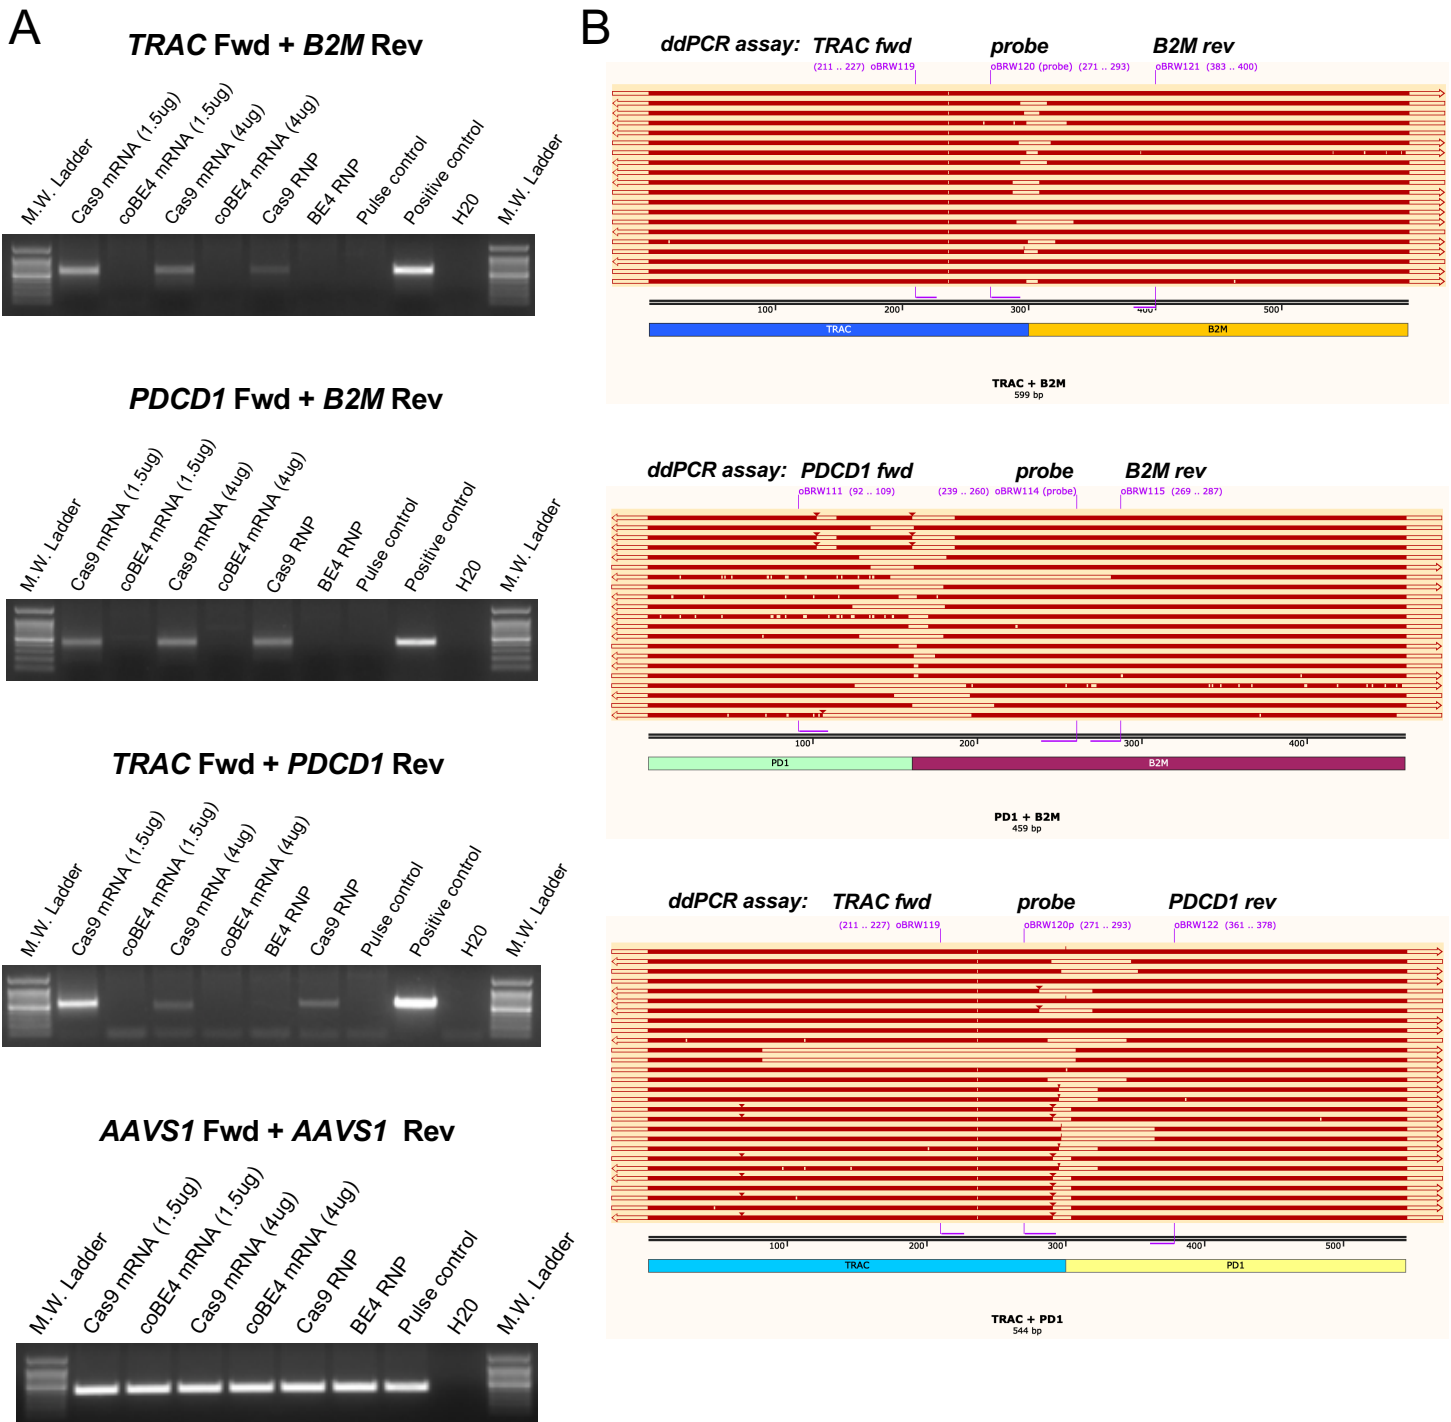 A
TRAC Fwd + B2M Rev
M.W. Ladder
Cas9 mRNA (1.5ug)
coBE4 mRNA (1.5ug)
Cas9 mRNA (4ug)
coBE4 mRNA (4ug)
Cas9 RNP
BE4 RNP
Pulse control
Positive control
H20
M.W. Ladder
PDCD1 Fwd + B2M Rev
M.W. Ladder
Cas9 mRNA (1.5ug)
coBE4 mRNA (1.5ug)
Cas9 mRNA (4ug)
coBE4 mRNA (4ug)
Cas9 RNP
BE4 RNP
Pulse control
Positive control
H20
M.W. Ladder
TRAC Fwd + PDCD1 Rev
M.W. Ladder
Cas9 mRNA (1.5ug)
coBE4 mRNA (1.5ug)
Cas9 mRNA (4ug)
coBE4 mRNA (4ug)
BE4 RNP
Cas9 RNP
Pulse control
Positive control
H20
M.W. Ladder
AAVS1 Fwd + AAVS1 Rev
M.W. Ladder
Cas9 mRNA (1.5ug)
coBE4 mRNA (1.5ug)
Cas9 mRNA (4ug)
coBE4 mRNA (4ug)
Cas9 RNP
BE4 RNP
Pulse control
H20
M.W. Ladder
B
ddPCR assay: TRAC fwd probe B2M rev
(211 .. 227) oBRW119 oBRW120 (probe) (271 .. 293) oBRW121 (383 .. 400)
100 200 300 400 500
TRAC B2M
TRAC + B2M
599 bp
ddPCR assay: PDCD1 fwd probe B2M rev
oBRW111 (92 .. 109) (239 .. 260) oBRW114 (probe) oBRW115 (269 .. 287)
100 200 300 400
PD1 B2M
PD1 + B2M
459 bp
ddPCR assay: TRAC fwd probe PDCD1 rev
(211 .. 227) oBRW119 oBRW120p (271 .. 293) oBRW122 (361 .. 378)
100 200 300 400 500
TRAC PD1
TRAC + PD1
544 bp